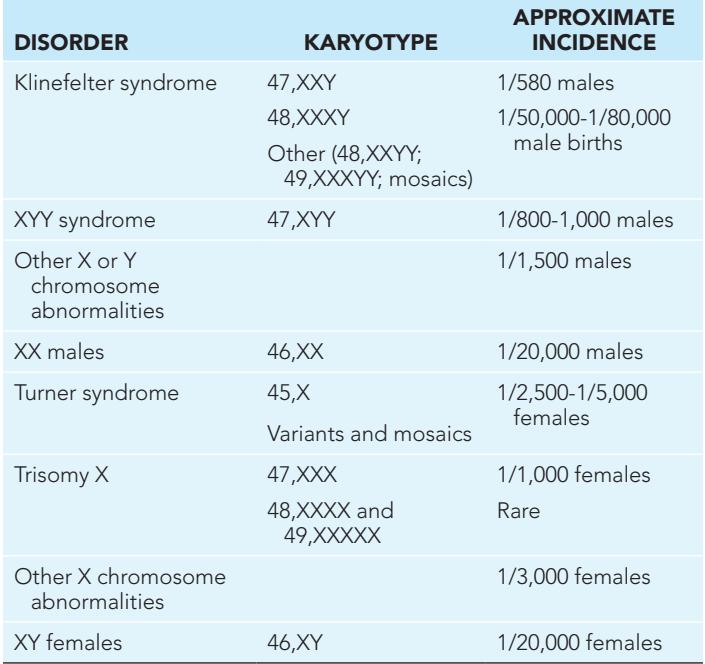 DISORDER KARYOTYPE APPROXIMATE INCIDENCE
Klinefelter syndrome 47,XXY 1/580 males
48,XXXY 1/50,000-1/80,000
male births
Other (48,XXYY;
49,XXXYY; mosaics)
XYY syndrome 47,XYY 1/800-1,000 males
Other X or Y 1/1,500 males
chromosome
abnormalities
XX males 46,XX 1/20,000 males
Turner syndrome 45,X 1/2,500-1/5,000
females
Variants and mosaics
Trisomy X 47,XXX 1/1,000 females
48,XXXX and Rare
49,XXXXX
Other X chromosome 1/3,000 females
abnormalities
XY females 46,XY 1/20,000 females